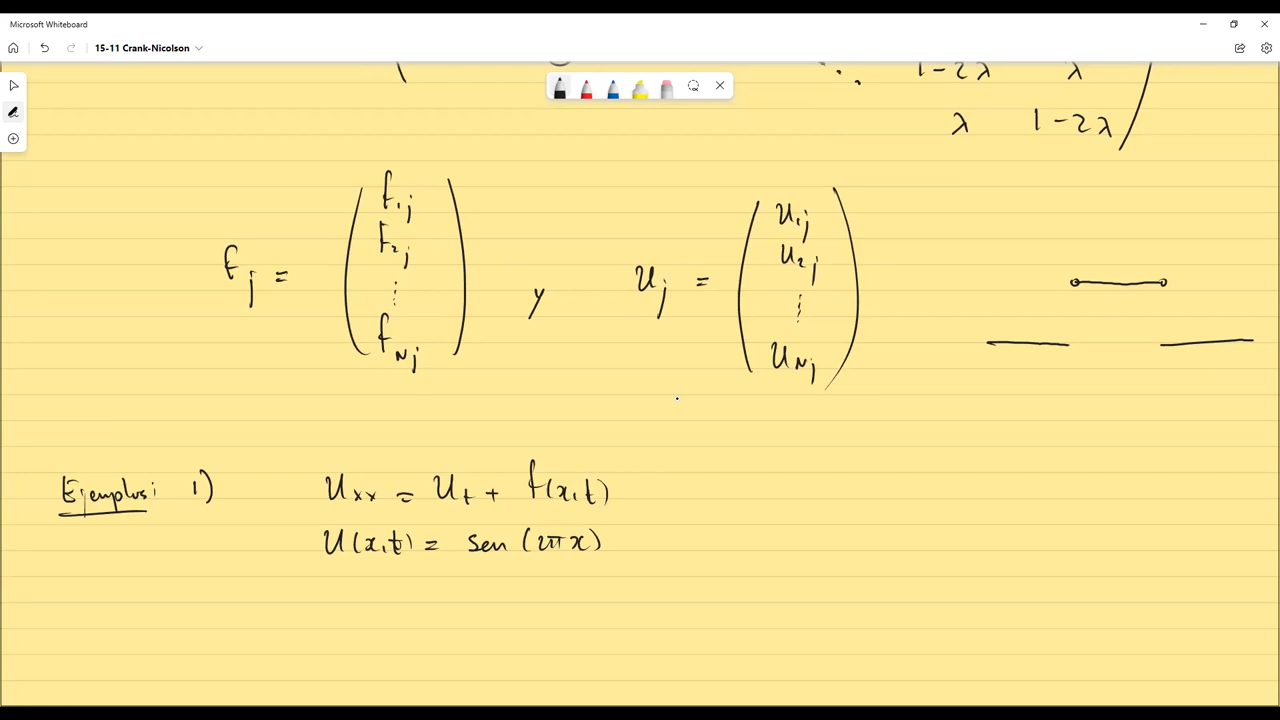 Microsoft Whiteboard
15-11 Crank-Nicolson
1-2λ λ
λ 1-2λ
f_j = (f_1j f_2j ⋮ f_Nj) y u_j = (u_1j u_2j ⋮ u_Nj)
Ejemplos: 1) u_xx = u_t + f(x,t)
u(x,t) = sen (2πx)